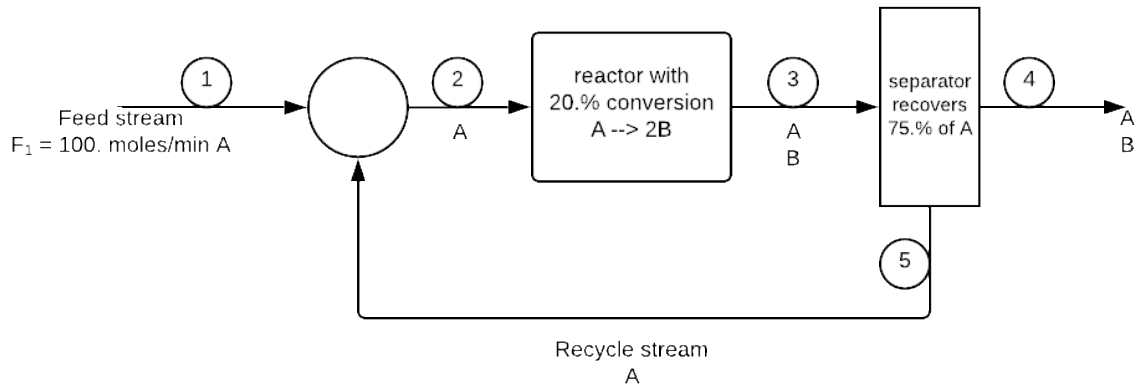 1
2
3
4
5
Feed stream
F₁ = 100. moles/min A
A
reactor with
20.% conversion
A --> 2B
A
B
separator
recovers
75.% of A
A
B
Recycle stream
A